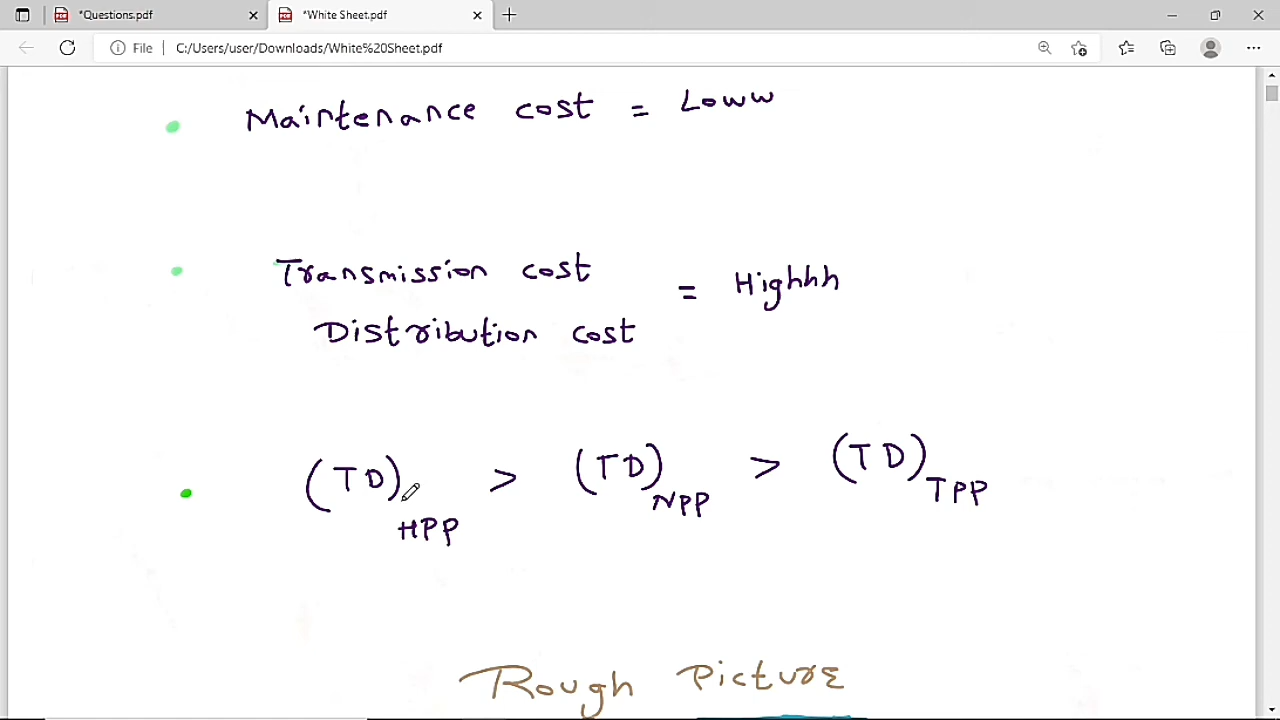 *Questions.pdf
*White Sheet.pdf
File
C:/Users/user/Downloads/White%20Sheet.pdf
Maintenance cost = Loww
Transmission cost
Distribution cost
= Highhh
(TD)HPP > (TD)NPP > (TD)TPP
Rough Picture